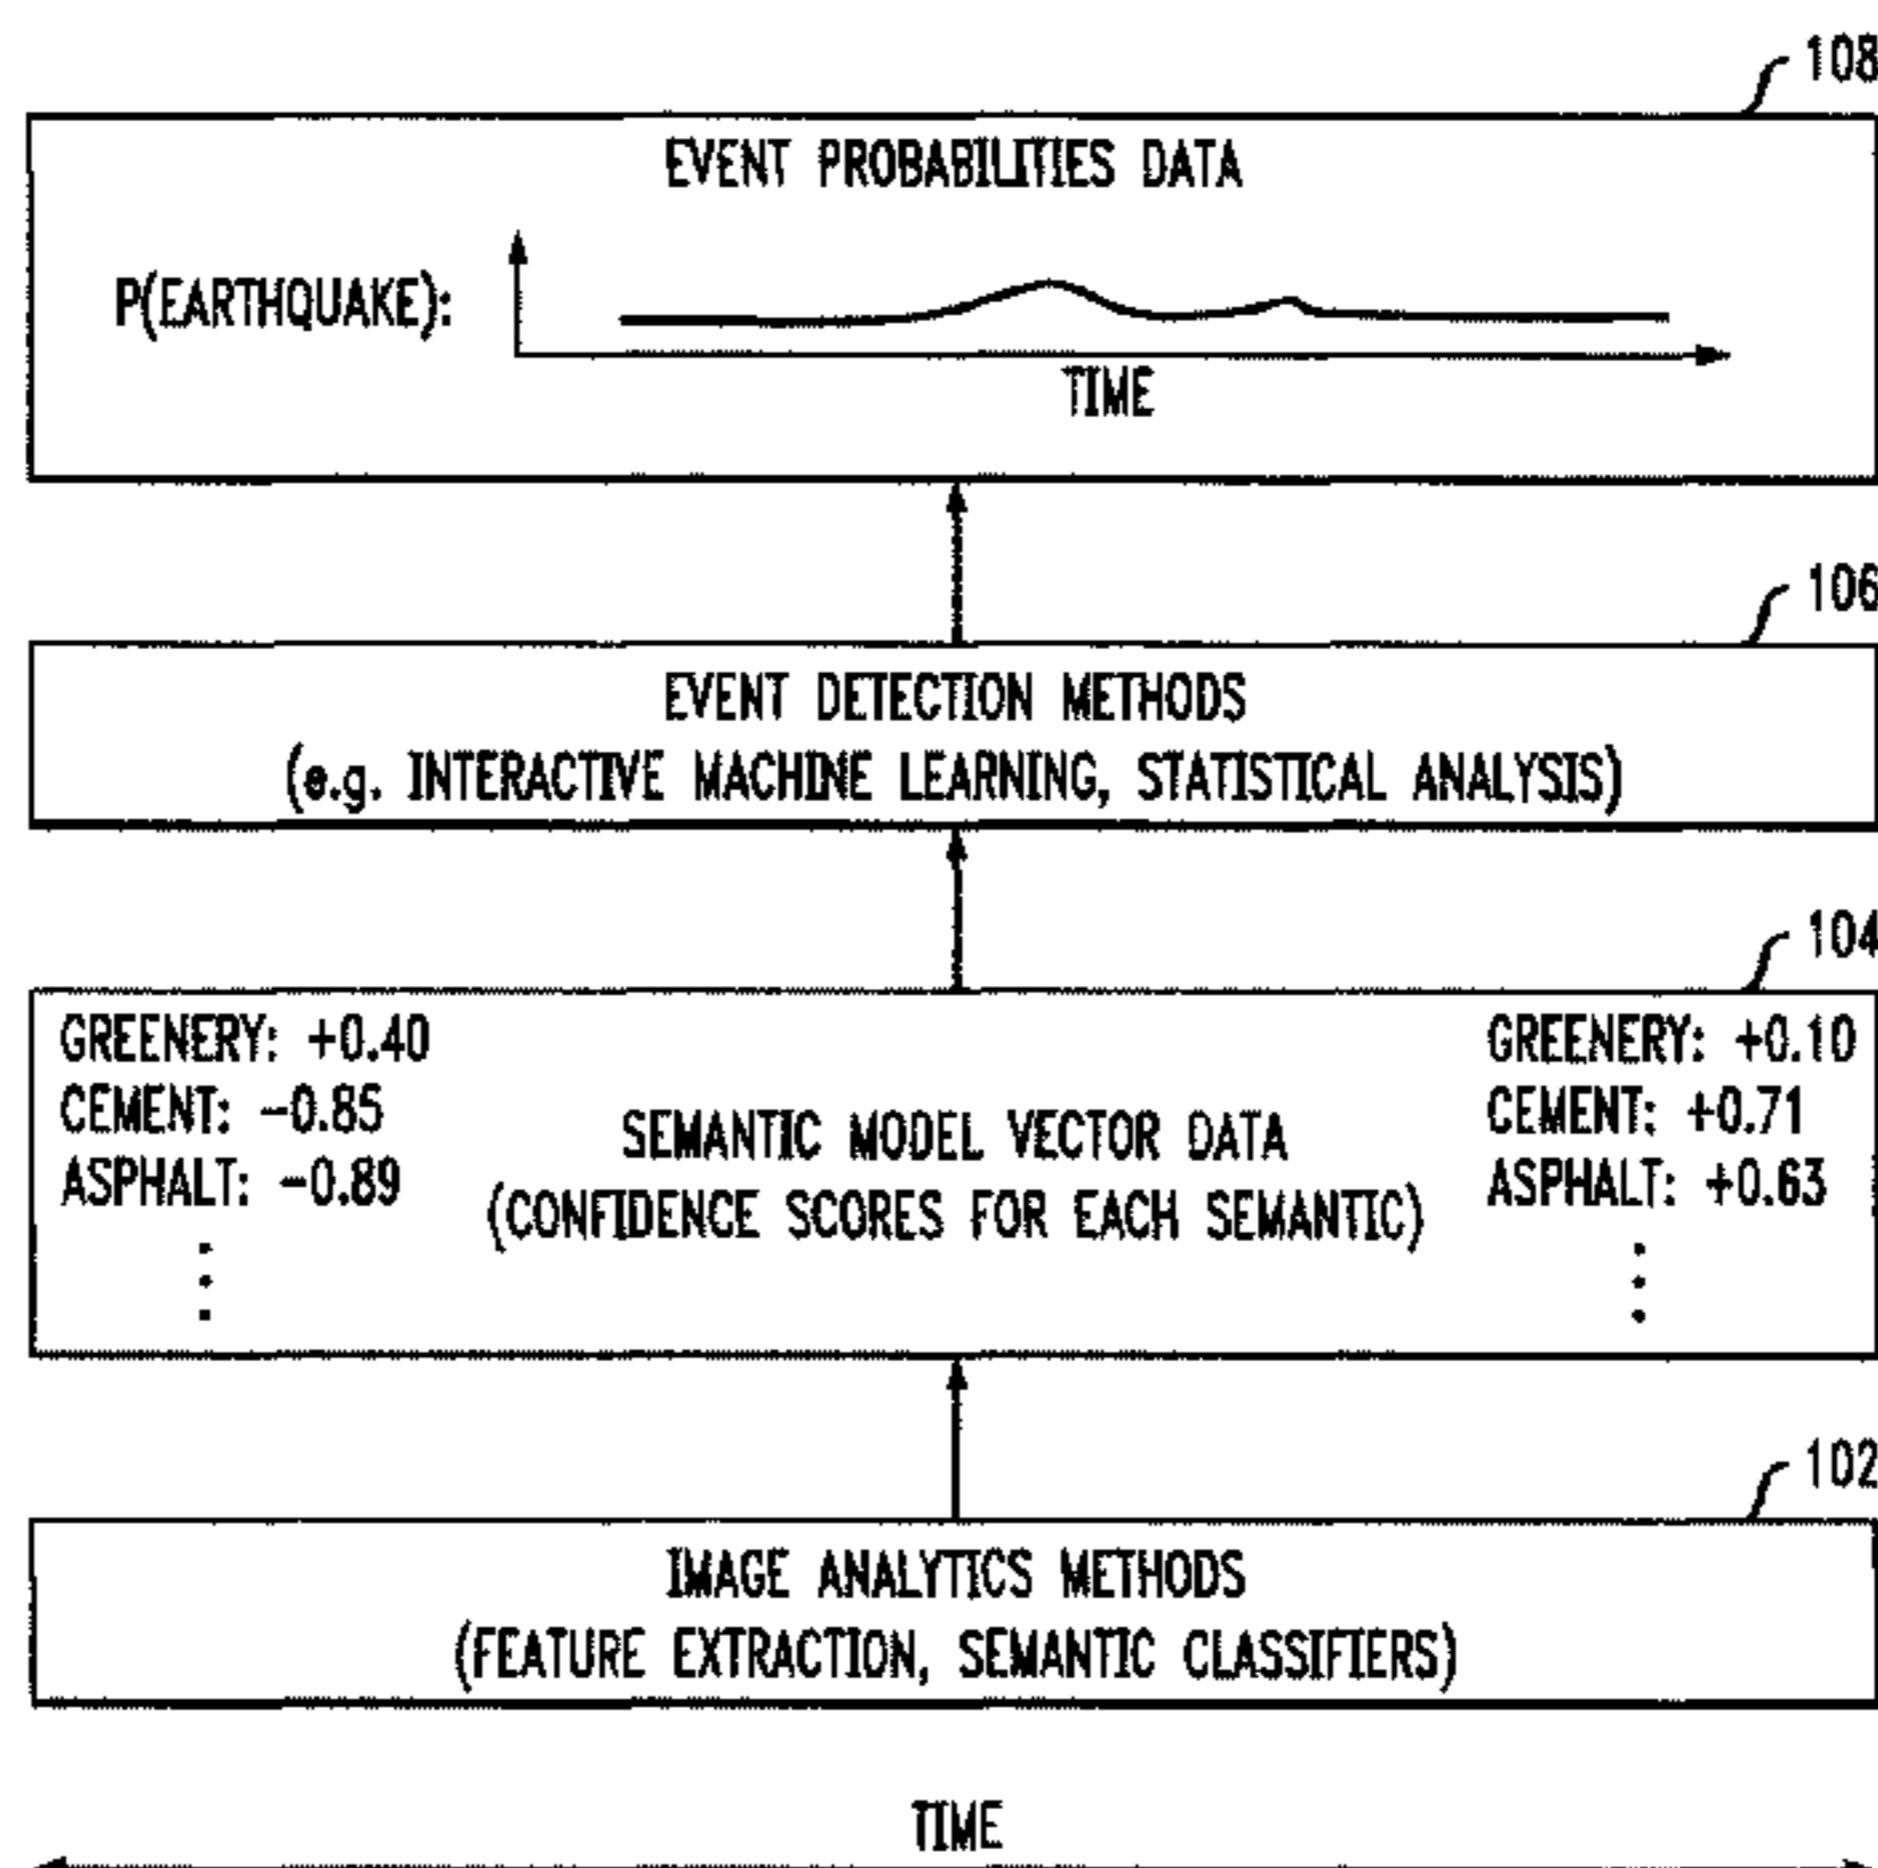 108
EVENT PROBABILITIES DATA
P(EARTHQUAKE):
TIME
106
EVENT DETECTION METHODS
(e.g. INTERACTIVE MACHINE LEARNING, STATISTICAL ANALYSIS)
104
GREENERY: +0.40
CEMENT: -0.85
ASPHALT: -0.89
SEMANTIC MODEL VECTOR DATA
(CONFIDENCE SCORES FOR EACH SEMANTIC)
GREENERY: +0.10
CEMENT: +0.71
ASPHALT: +0.63
102
IMAGE ANALYTICS METHODS
(FEATURE EXTRACTION, SEMANTIC CLASSIFIERS)
TIME